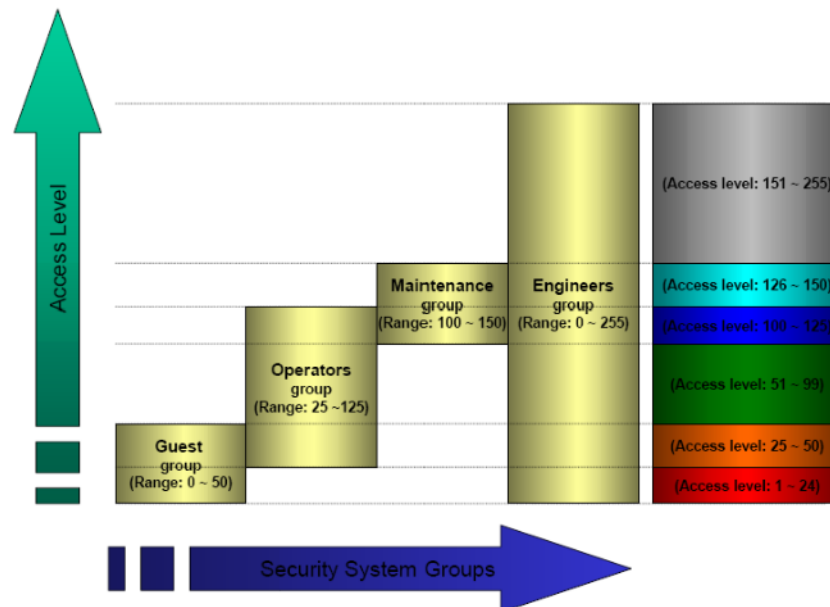 Access Level
Guest
group
(Range: 0 ~ 50)
Operators
group
(Range: 25 ~125)
Maintenance
group
(Range: 100 ~ 150)
Engineers
group
(Range: 0 ~ 255)
(Access level: 151 ~ 255)
(Access level: 126 ~ 150)
(Access level: 100 ~ 125)
(Access level: 51 ~ 99)
(Access level: 25 ~ 50)
(Access level: 1 ~ 24)
Security System Groups